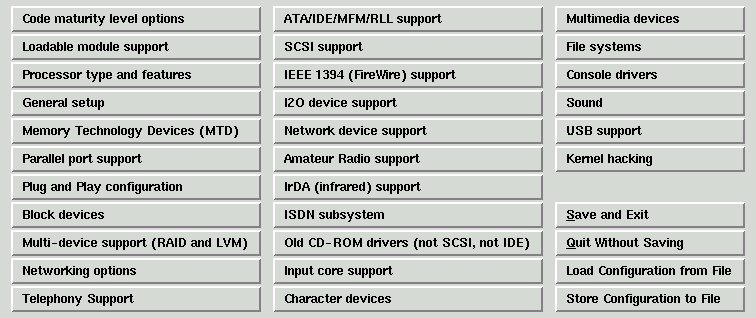 Code maturity level options
Loadable module support
Processor type and features
General setup
Memory Technology Devices (MTD)
Parallel port support
Plug and Play configuration
Block devices
Multi-device support (RAID and LVM)
Networking options
Telephony Support
ATA/IDE/MFM/RLL support
SCSI support
IEEE 1394 (FireWire) support
I2O device support
Network device support
Amateur Radio support
IrDA (infrared) support
ISDN subsystem
Old CD-ROM drivers (not SCSI, not IDE)
Input core support
Character devices
Multimedia devices
File systems
Console drivers
Sound
USB support
Kernel hacking
Save and Exit
Quit Without Saving
Load Configuration from File
Store Configuration to File